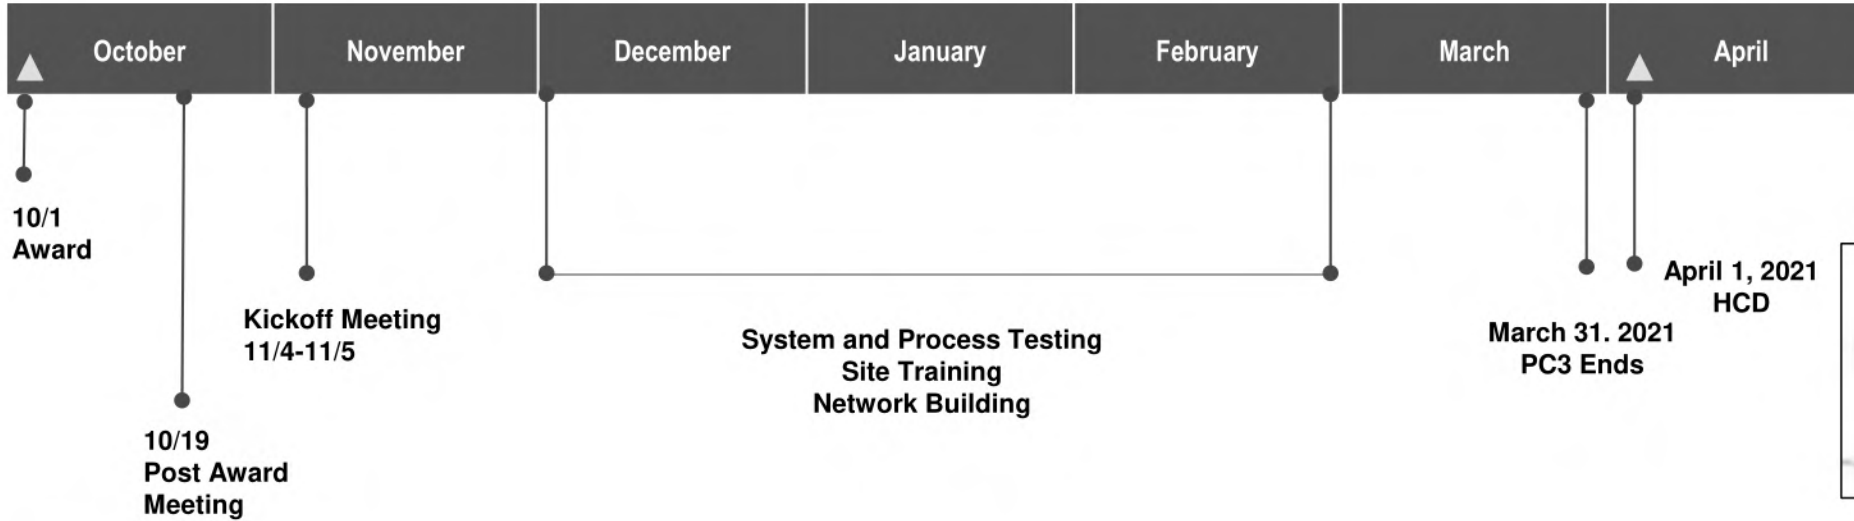 October
November
December
January
February
March
April
10/1
Award
10/19
Post Award
Meeting
Kickoff Meeting
11/4-11/5
System and Process Testing
Site Training
Network Building
March 31. 2021
PC3 Ends
April 1, 2021
HCD